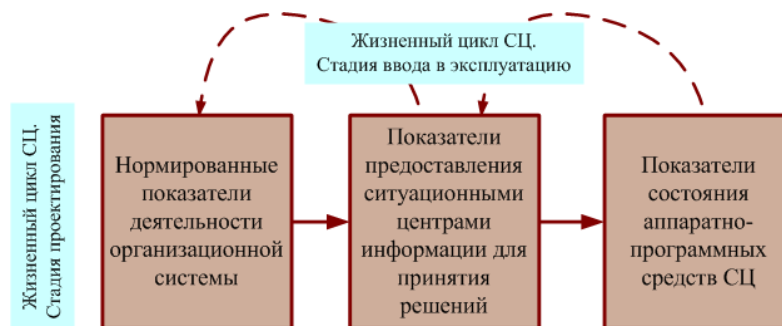 Жизненный цикл СЦ.
Стадия ввода в эксплуатацию
Жизненный цикл СЦ.
Стадия проектирования
Нормированные
показатели
деятельности
организационной
системы
Показатели
предоставления
ситуационными
центрами
информации для
принятия
решений
Показатели
состояния
аппаратно-
программных
средств СЦ